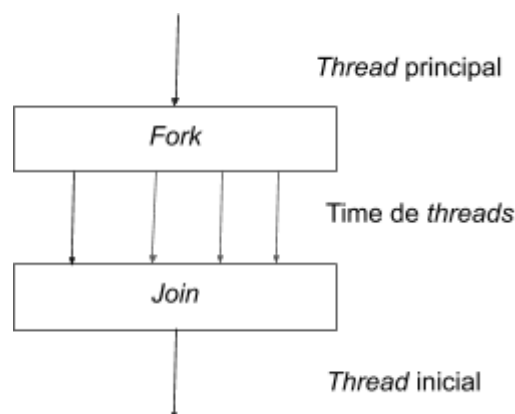 Thread principal
Fork
Time de threads
Join
Thread inicial